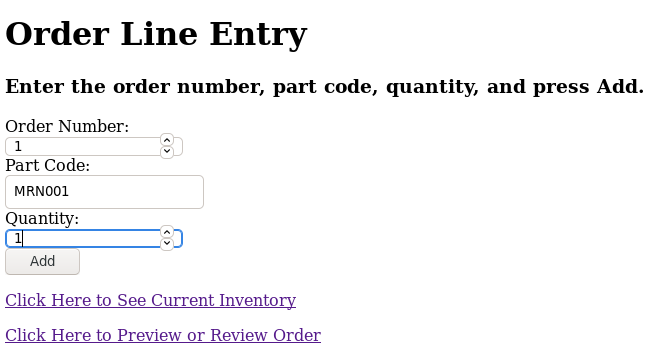 Order Line Entry
Enter the order number, part code, quantity, and press Add.
Order Number:
1
Part Code:
MRN001
Quantity:
1
Add
Click Here to See Current Inventory
Click Here to Preview or Review Order